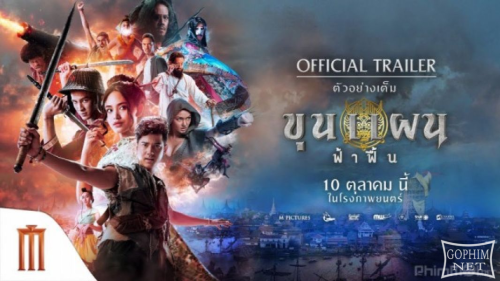 OFFICIAL TRAILER
ตัวอย่างเต็ม
ขุนแผน
ฟ้าฟื้น
10 ตุลาคม นี้
ในโรงภาพยนตร์
M PICTURES
GOPHIM
NET